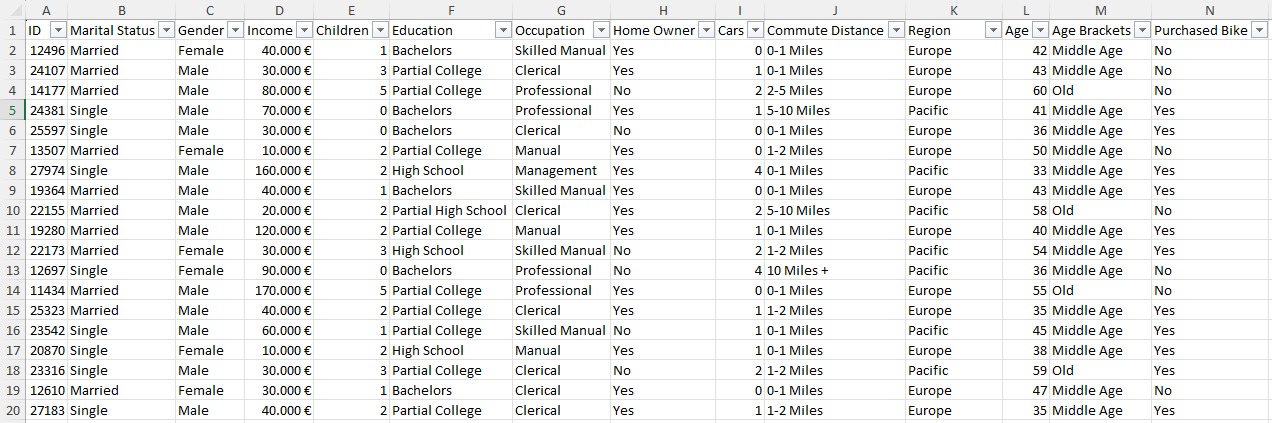 A B C D E F G H I J K L M N
1 ID Marital Status Gender Income Children Education Occupation Home Owner Cars Commute Distance Region Age Age Brackets Purchased Bike
2 12496 Married Female 40.000 € 1 Bachelors Skilled Manual Yes 0 0-1 Miles Europe 42 Middle Age No
3 24107 Married Male 30.000 € 3 Partial College Clerical Yes 1 0-1 Miles Europe 43 Middle Age No
4 14177 Married Male 80.000 € 5 Partial College Professional No 2 2-5 Miles Europe 60 Old No
5 24381 Single Male 70.000 € 0 Bachelors Professional Yes 1 5-10 Miles Pacific 41 Middle Age Yes
6 25597 Single Male 30.000 € 0 Bachelors Clerical No 0 0-1 Miles Europe 36 Middle Age Yes
7 13507 Married Female 10.000 € 2 Partial College Manual Yes 0 1-2 Miles Europe 50 Middle Age No
8 27974 Single Male 160.000 € 2 High School Management Yes 4 0-1 Miles Pacific 33 Middle Age Yes
9 19364 Married Male 40.000 € 1 Bachelors Skilled Manual Yes 0 0-1 Miles Europe 43 Middle Age Yes
10 22155 Married Male 20.000 € 2 Partial High School Clerical Yes 2 5-10 Miles Pacific 58 Old No
11 19280 Married Male 120.000 € 2 Partial College Manual Yes 1 0-1 Miles Europe 40 Middle Age Yes
12 22173 Married Female 30.000 € 3 High School Skilled Manual No 2 1-2 Miles Pacific 54 Middle Age Yes
13 12697 Single Female 90.000 € 0 Bachelors Professional No 4 10 Miles + Pacific 36 Middle Age No
14 11434 Married Male 170.000 € 5 Partial College Professional Yes 0 0-1 Miles Europe 55 Old No
15 25323 Married Male 40.000 € 2 Partial College Clerical Yes 1 1-2 Miles Europe 35 Middle Age Yes
16 23542 Single Male 60.000 € 1 Partial College Skilled Manual No 1 0-1 Miles Pacific 45 Middle Age Yes
17 20870 Single Female 10.000 € 2 High School Manual Yes 1 0-1 Miles Europe 38 Middle Age Yes
18 23316 Single Male 30.000 € 3 Partial College Clerical No 2 1-2 Miles Pacific 59 Old Yes
19 12610 Married Female 30.000 € 1 Bachelors Clerical Yes 0 0-1 Miles Europe 47 Middle Age No
20 27183 Single Male 40.000 € 2 Partial College Clerical Yes 1 1-2 Miles Europe 35 Middle Age Yes